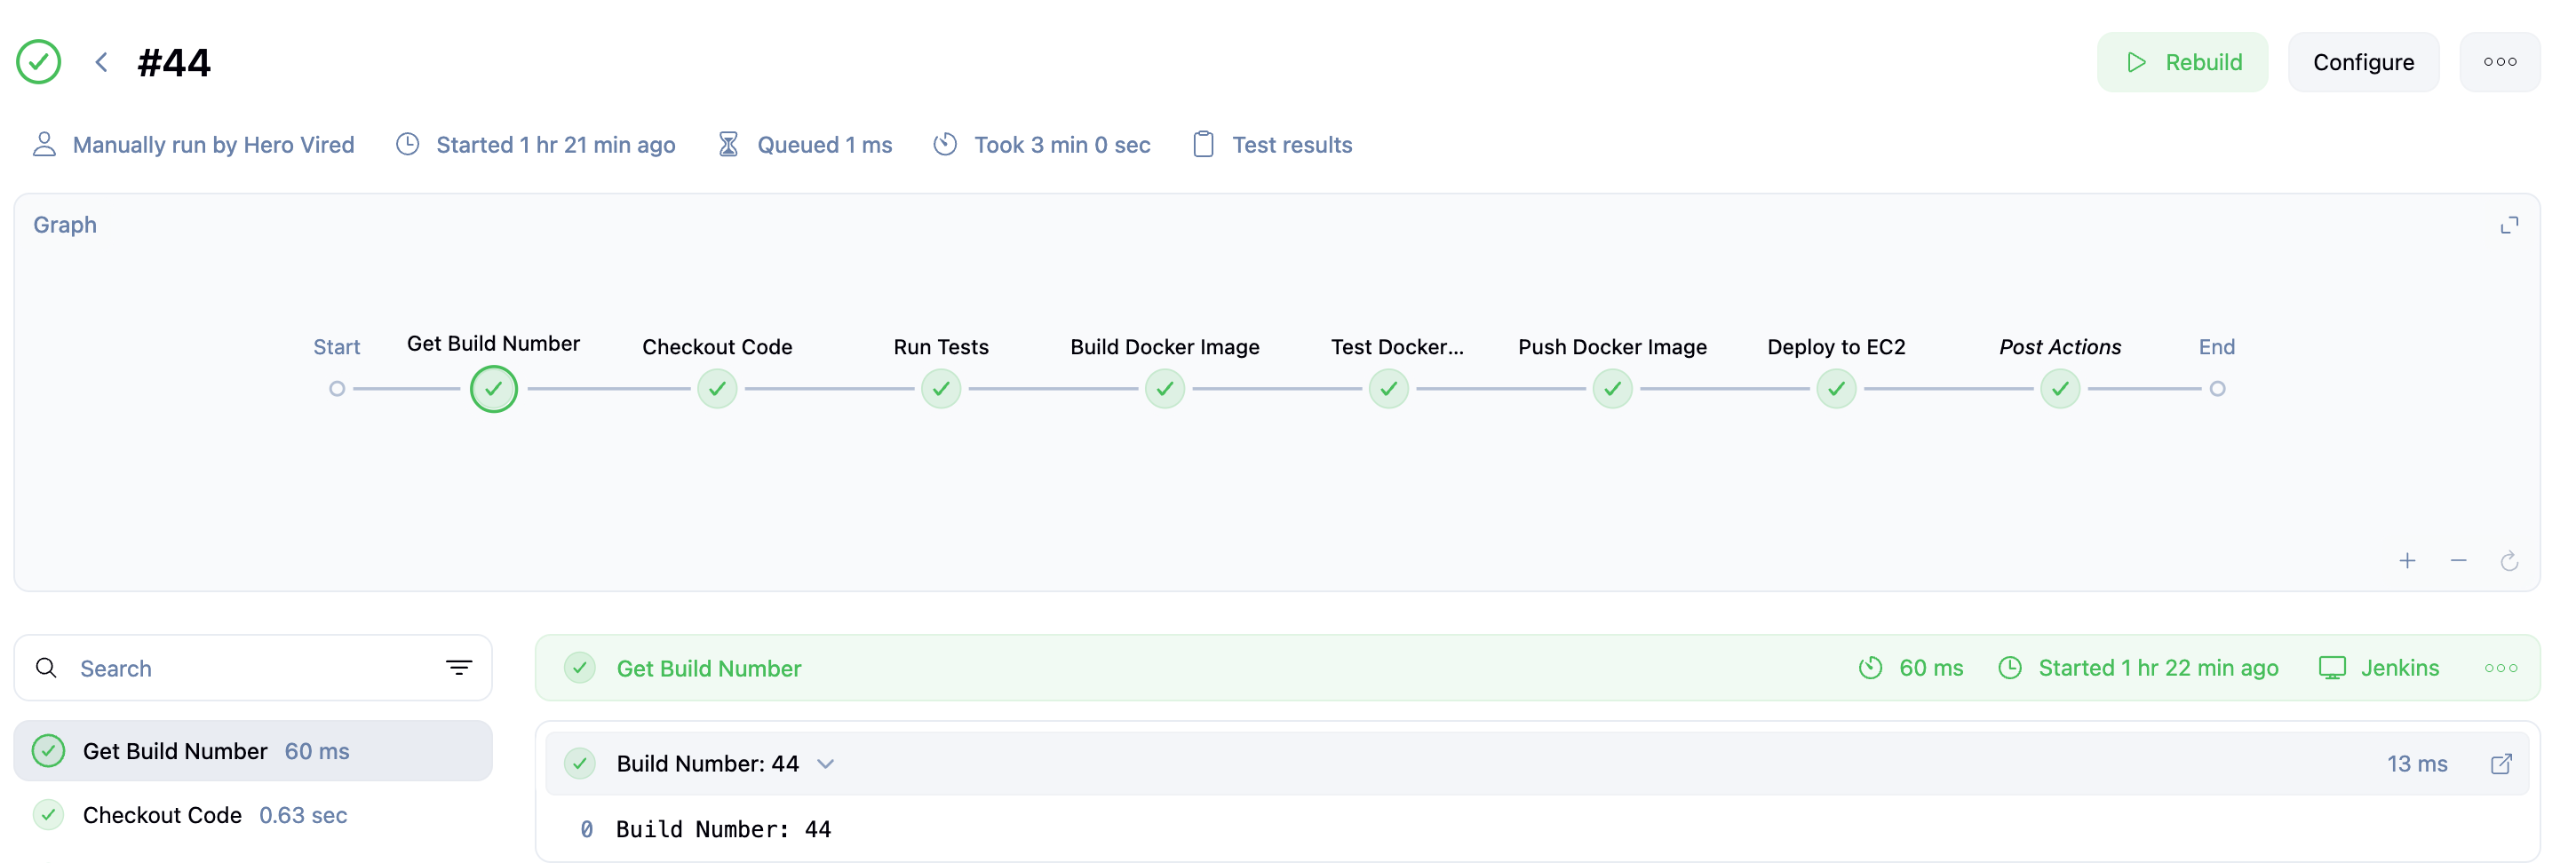 #44
Rebuild
Configure
Manually run by Hero Vired
Started 1 hr 21 min ago
Queued 1 ms
Took 3 min 0 sec
Test results
Graph
Start
Get Build Number
Checkout Code
Run Tests
Build Docker Image
Test Docker...
Push Docker Image
Deploy to EC2
Post Actions
End
Search
Get Build Number
60 ms
Started 1 hr 22 min ago
Jenkins
Get Build Number 60 ms
Checkout Code 0.63 sec
Build Number: 44
13 ms
0 Build Number: 44